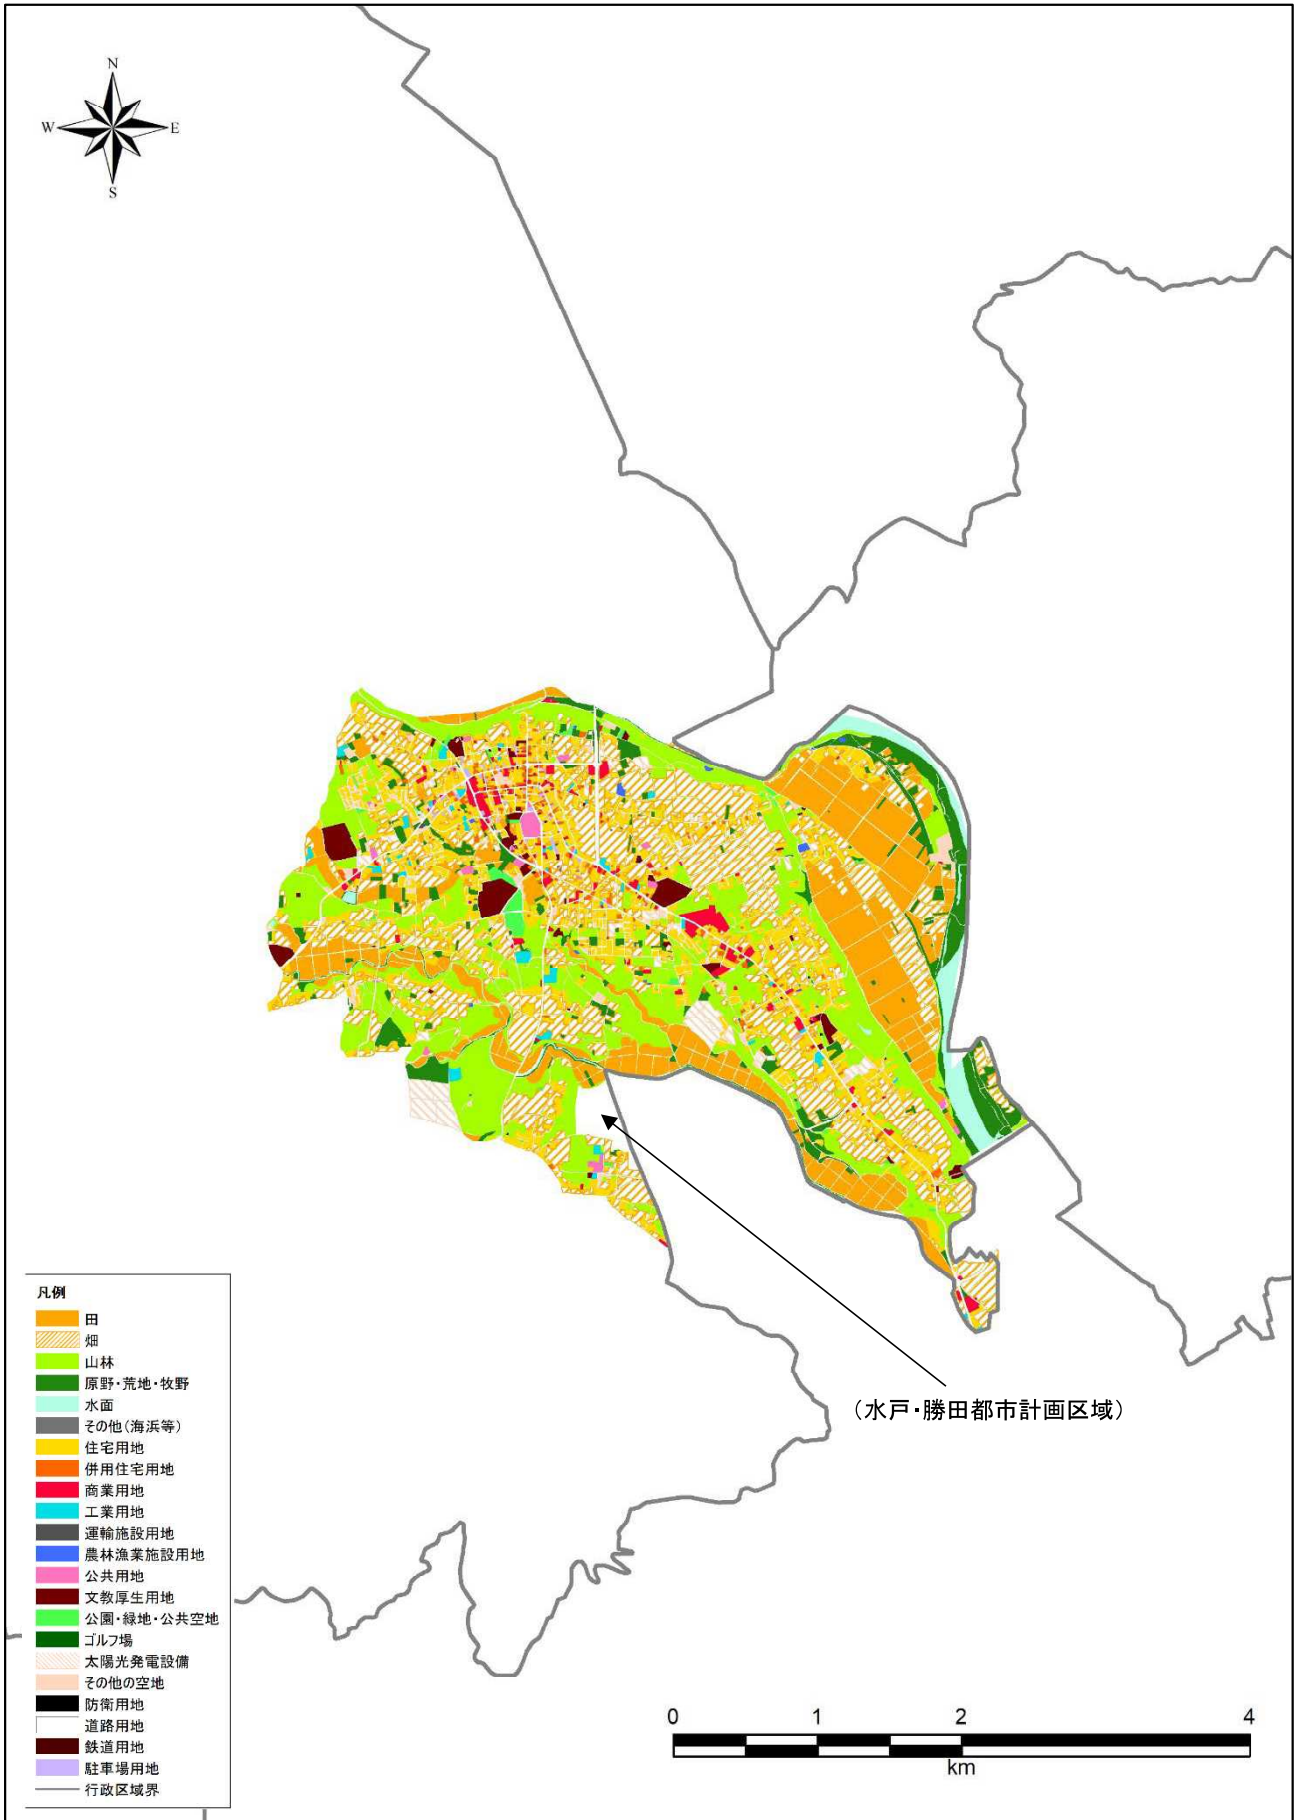 N
W
E
S
(水戸・勝田都市計画区域)
凡例
田
畑
山林
原野・荒地・牧野
水面
その他(海浜等)
住宅用地
併用住宅用地
商業用地
工業用地
運輸施設用地
農林漁業施設用地
公共用地
文教厚生用地
公園・緑地・公共空地
ゴルフ場
太陽光発電設備
その他の空地
防衛用地
道路用地
鉄道用地
駐車場用地
行政区域界
0 1 2 4
km